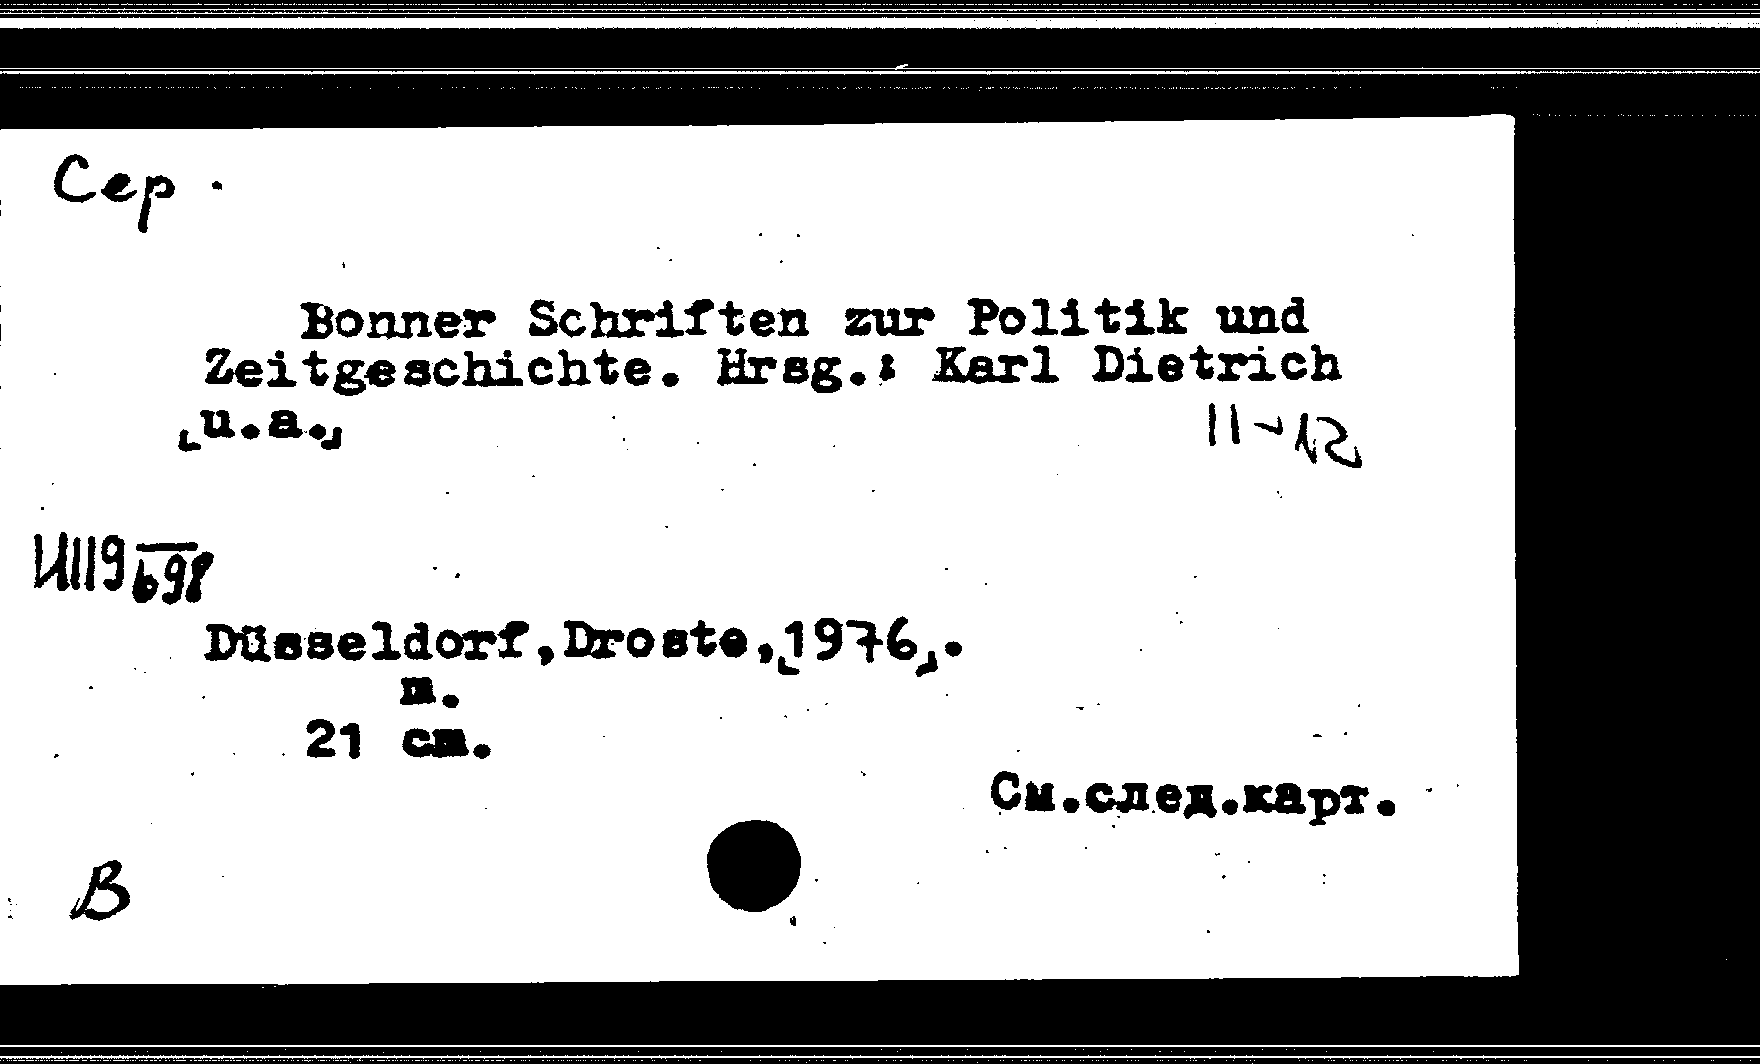 Сер.
Bonner Schriften zur Politik und
Zeitgeschichte. Hrsg.: Karl Dietrich
[u.a.]
11-12
И119/698
Düsseldorf, Droste, [1976].
m.
21 cm.
См.след.карт.
В